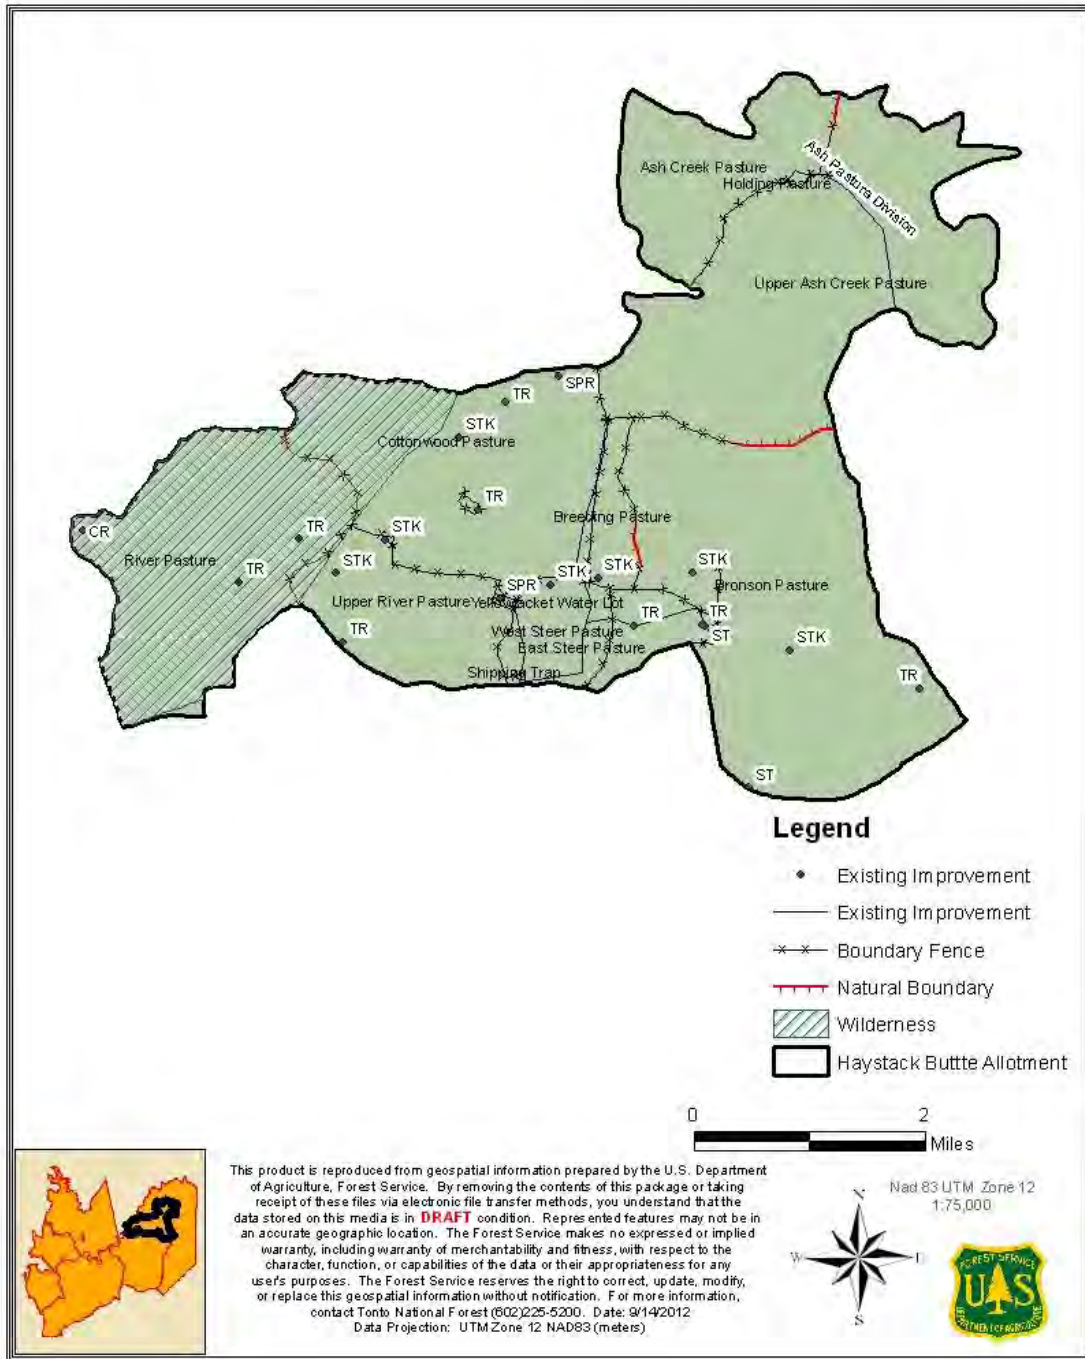 Ash Creek Pasture
Holding Pasture
Ash Pasture Division
Upper Ash Creek Pasture
SPR
TR
STK
Cottonwood Pasture
TR
Breeding Pasture
CR
TR
STK
River Pasture
TR
STK
STK
STK
STK
Bronson Pasture
SPR
Upper River Pasture
Yellowjacket Water Lot
TR
TR
West Steer Pasture
ST
TR
East Steer Pasture
STK
Shipping Trap
TR
ST
Legend
Existing Improvement
Existing Improvement
Boundary Fence
Natural Boundary
Wilderness
Haystack Buttte Allotment
0 2
Miles
This product is reproduced from geospatial information prepared by the U.S. Department
of Agriculture, Forest Service. By removing the contents of this package or taking
receipt of these files via electronic file transfer methods, you understand that the
data stored on this media is in DRAFT condition. Represented features may not be in
an accurate geographic location. The Forest Service makes no expressed or implied
warranty, including warranty of merchantability and fitness, with respect to the
character, function, or capabilities of the data or their appropriateness for any
user's purposes. The Forest Service reserves the right to correct, update, modify,
or replace this geospatial information without notification. For more information,
contact Tonto National Forest (602)225-5200. Date: 9/14/2012
Data Projection: UTM Zone 12 NAD83 (meters)
Nad 83 UTM Zone 12
1:75,000
N
W E
S
FOREST SERVICE
U S
DEPARTMENT OF AGRICULTURE